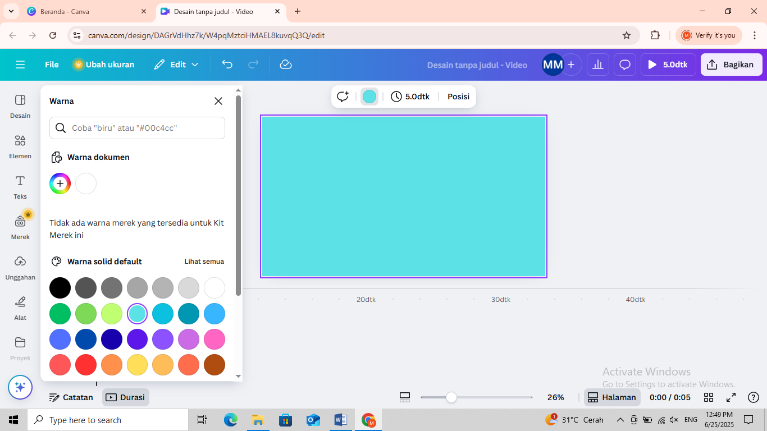 Beranda - Canva
Desain tanpa judul - Video
canva.com/design/DAGrVdHhz7k/W4pqMztciHMAEL8kuvqQ3Q/edit
Verify it's you
File
Ubah ukuran
Edit
Desain tanpa judul - Video
MM
5.0dtk
Bagikan
Desain
Elemen
Teks
Merek
Unggahan
Alat
Proyek
Warna
Coba "biru" atau "#00c4cc"
Warna dokumen
Tidak ada warna merek yang tersedia untuk Kit
Merek ini
Warna solid default
Lihat semua
5.0dtk
Posisi
20dtk
30dtk
40dtk
Activate Windows
Go to Settings to activate Windows.
Catatan
Durasi
26%
Halaman
0:00 / 0:05
Type here to search
31°C Cerah
ENG
12:49 PM
6/25/2025